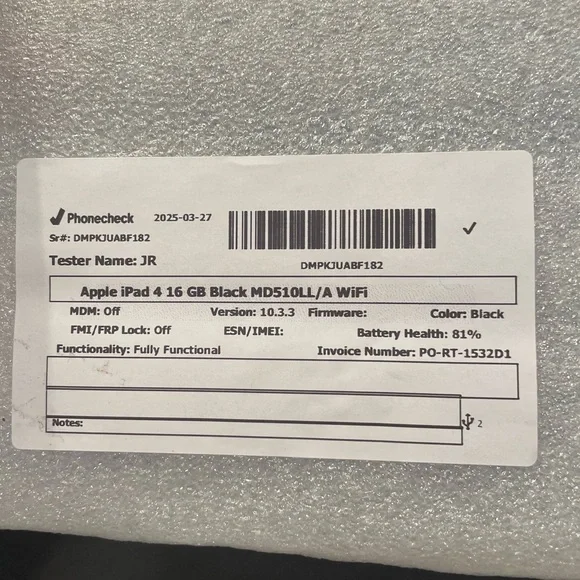 Phonecheck 2025-03-27
Sr#: DMPKJUABF182
Tester Name: JR
DMPKJUABF182
Apple iPad 4 16 GB Black MD510LL/A WiFi
MDM: Off Version: 10.3.3 Firmware: Color: Black
FMI/FRP Lock: Off ESN/IMEI: Battery Health: 81%
Functionality: Fully Functional Invoice Number: PO-RT-1532D1
Notes:
2